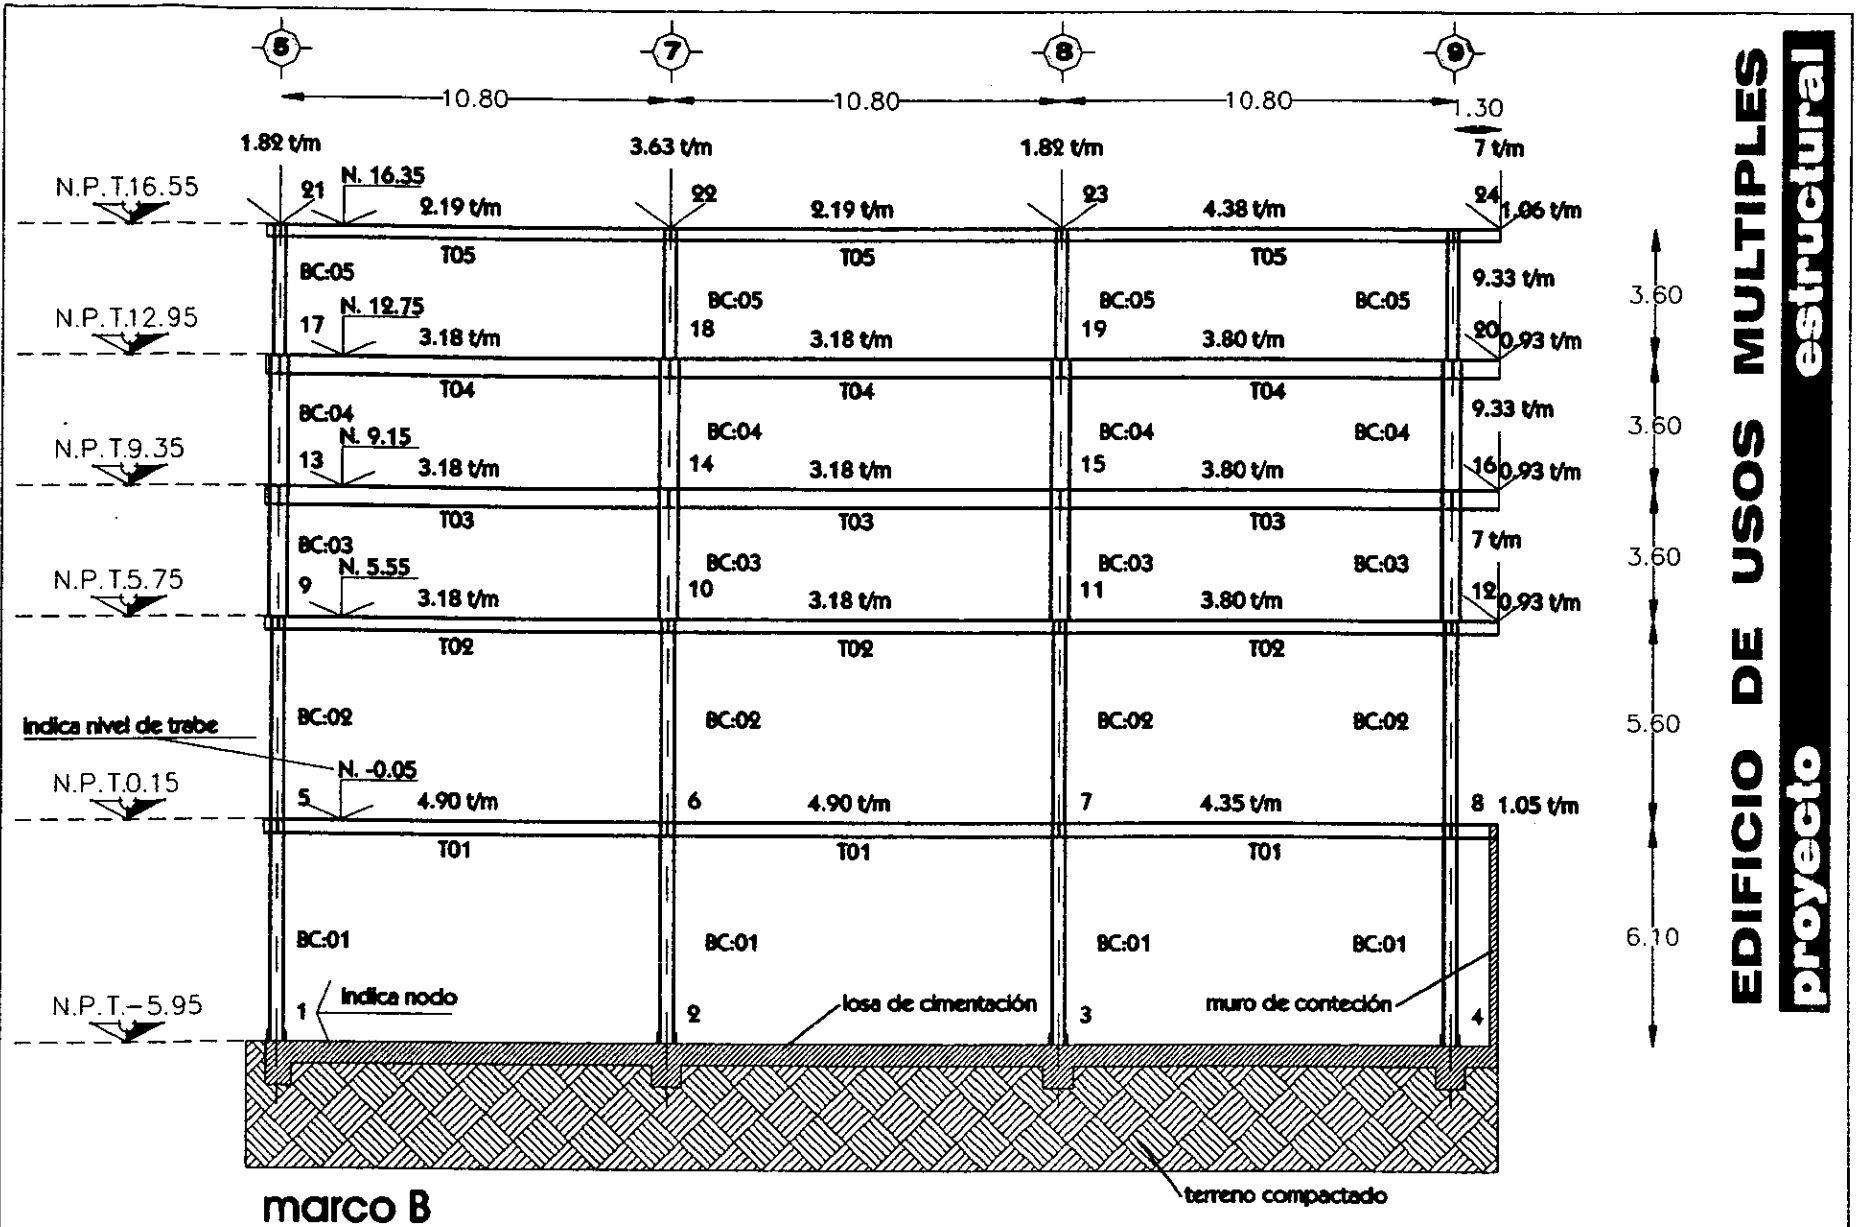 5 7 8 9
10.80 10.80 10.80
1.30
1.82 t/m 3.63 t/m 1.82 t/m 7 t/m
N.P.T.16.55 21 N. 16.35 22 23 24
2.19 t/m 2.19 t/m 4.38 t/m 1.06 t/m
T05 T05 T05
BC:05 BC:05 BC:05 BC:05 9.33 t/m 3.60
N.P.T.12.95 17 N. 12.75 18 19 20
3.18 t/m 3.18 t/m 3.80 t/m 0.93 t/m
T04 T04 T04
BC:04 BC:04 BC:04 BC:04 9.33 t/m 3.60
N.P.T.9.35 13 N. 9.15 14 15 16
3.18 t/m 3.18 t/m 3.80 t/m 0.93 t/m
T03 T03 T03
BC:03 BC:03 BC:03 BC:03 7 t/m 3.60
N.P.T.5.75 9 N. 5.55 10 11 12
3.18 t/m 3.18 t/m 3.80 t/m 0.93 t/m
T02 T02 T02
BC:02 BC:02 BC:02 BC:02 5.60
indica nivel de trabe
N.P.T.0.15 5 N. -0.05 6 7 8
4.90 t/m 4.90 t/m 4.35 t/m 1.05 t/m
T01 T01 T01
BC:01 BC:01 BC:01 BC:01 6.10
N.P.T.-5.95 1 indica nodo 2 losa de cimentación 3 muro de conteción 4
terreno compactado
marco B
EDIFICIO DE USOS MULTIPLES
proyecto estructural